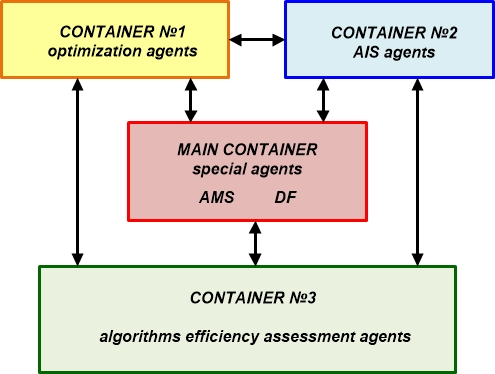 CONTAINER №1
optimization agents
CONTAINER №2
AIS agents
MAIN CONTAINER
special agents
AMS DF
CONTAINER №3
algorithms efficiency assessment agents